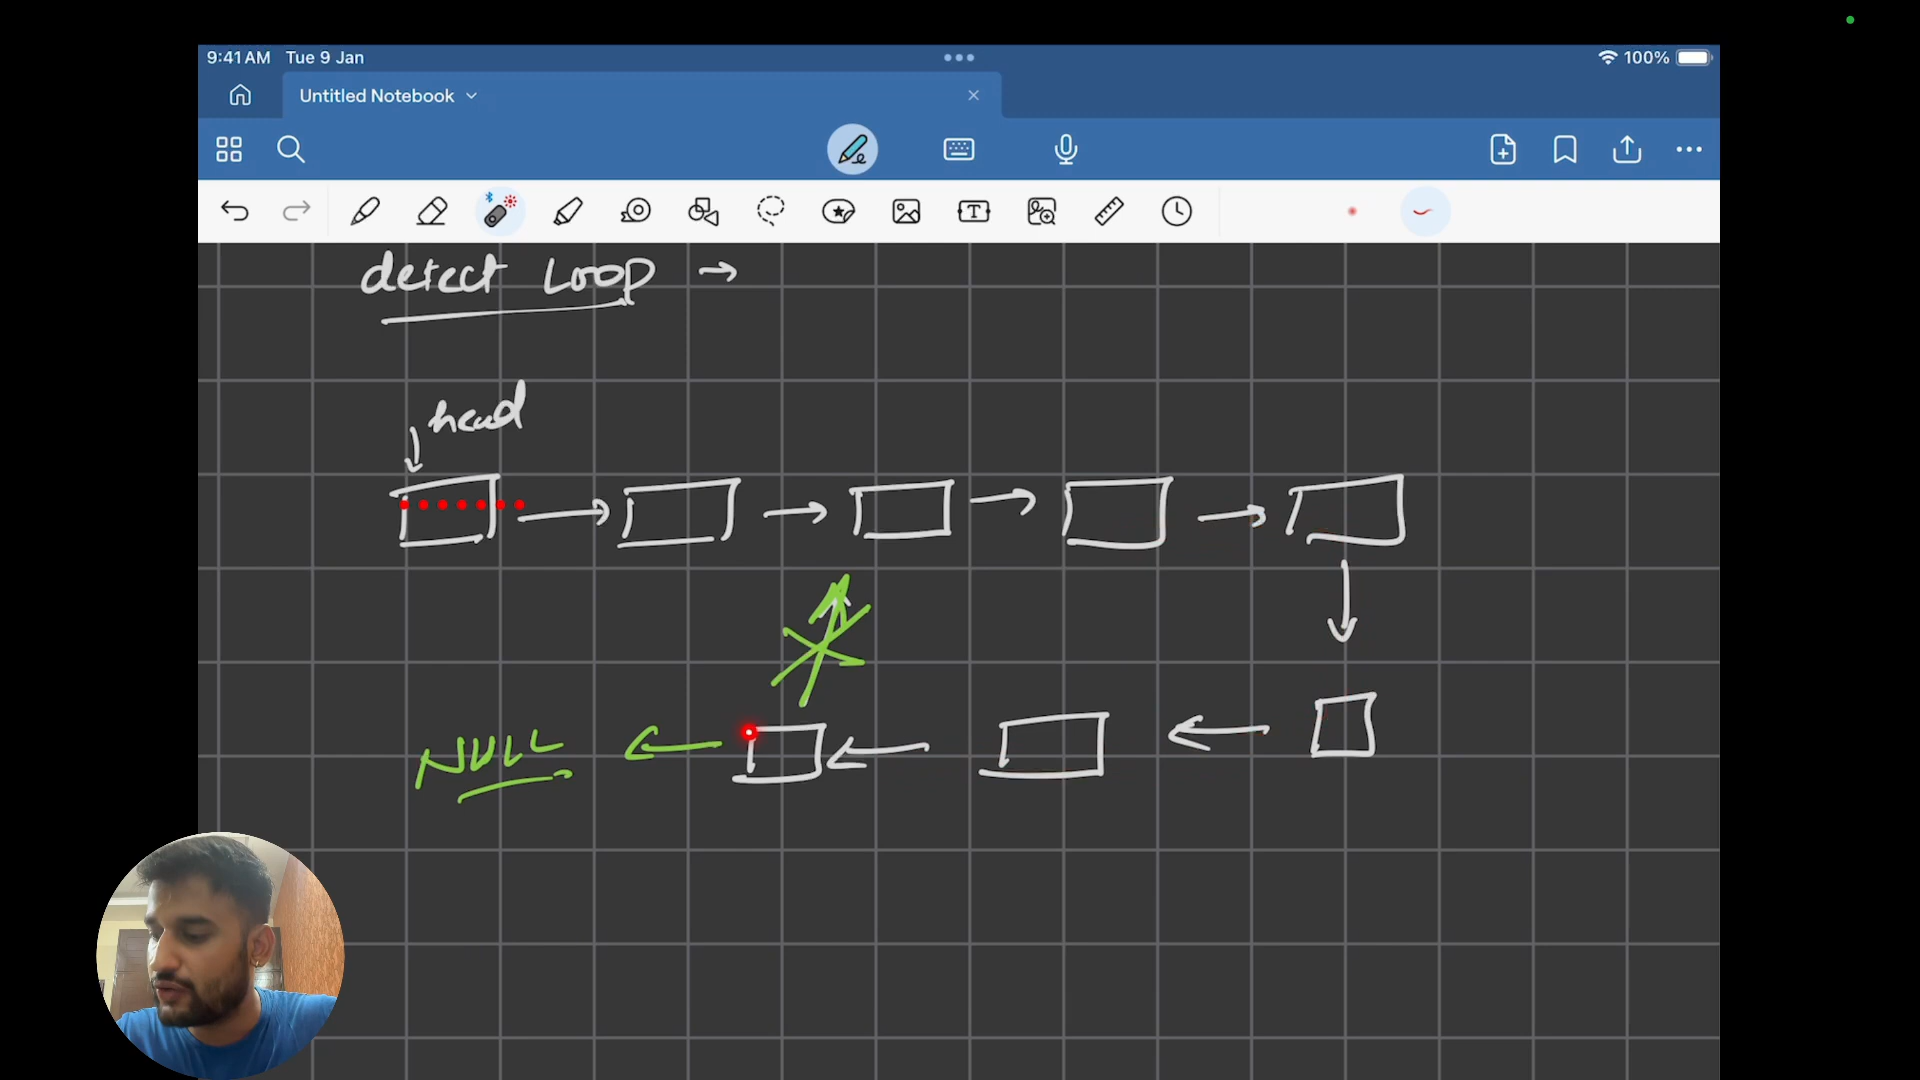 9:41 AM Tue 9 Jan 100%
Untitled Notebook
T
detect Loop →
head
NULL